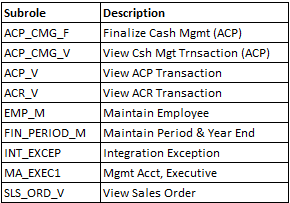 Subrole Description
ACP_CMG_F Finalize Cash Mgmt (ACP)
ACP_CMG_V View Csh Mgt Trnsaction (ACP)
ACP_V View ACP Transaction
ACR_V View ACR Transaction
EMP_M Maintain Employee
FIN_PERIOD_M Maintain Period & Year End
INT_EXCEP Integration Exception
MA_EXEC1 Mgmt Acct, Executive
SLS_ORD_V View Sales Order